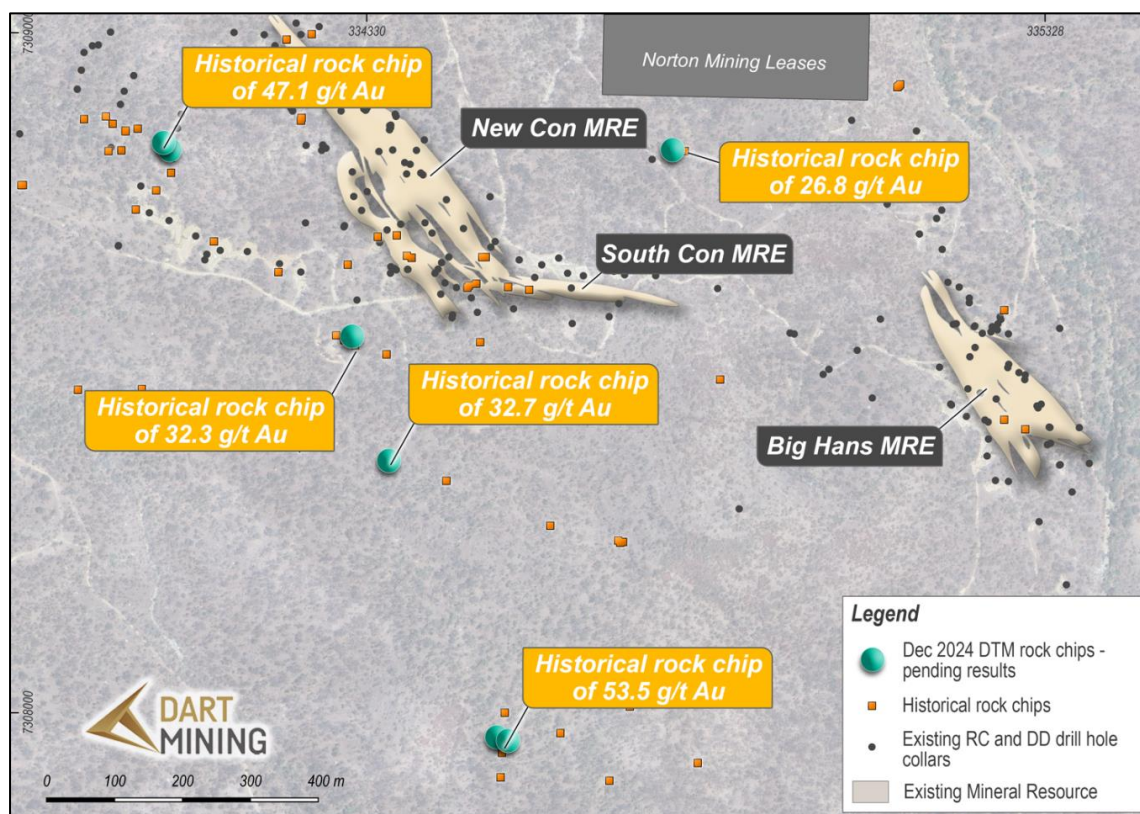 7309000
334330
335328
Historical rock chip
of 47.1 g/t Au
Norton Mining Leases
New Con MRE
Historical rock chip
of 26.8 g/t Au
South Con MRE
Historical rock chip
of 32.7 g/t Au
Historical rock chip
of 32.3 g/t Au
Big Hans MRE
Historical rock chip
of 53.5 g/t Au
7308000
DART
MINING
0 100 200 300 400 m
Legend
Dec 2024 DTM rock chips -
pending results
Historical rock chips
Existing RC and DD drill hole
collars
Existing Mineral Resource